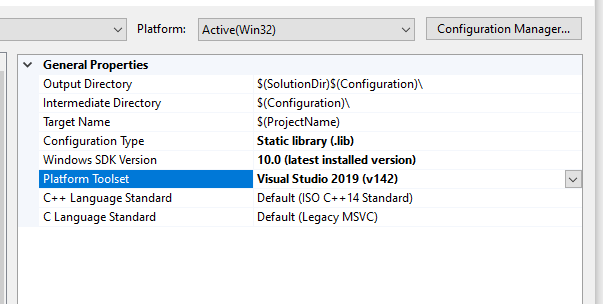 Platform: Active(Win32) Configuration Manager...
General Properties
Output Directory $(SolutionDir)$(Configuration)\
Intermediate Directory $(Configuration)\
Target Name $(ProjectName)
Configuration Type Static library (.lib)
Windows SDK Version 10.0 (latest installed version)
Platform Toolset Visual Studio 2019 (v142)
C++ Language Standard Default (ISO C++14 Standard)
C Language Standard Default (Legacy MSVC)